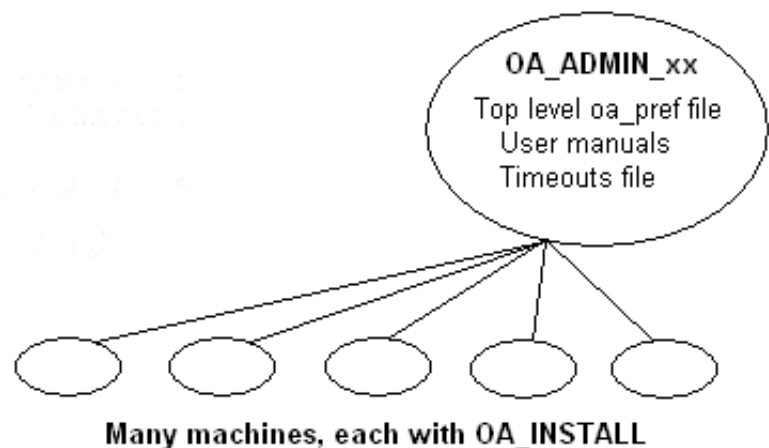 OA_ADMIN_xx
Top level oa_pref file
User manuals
Timeouts file
Many machines, each with OA_INSTALL